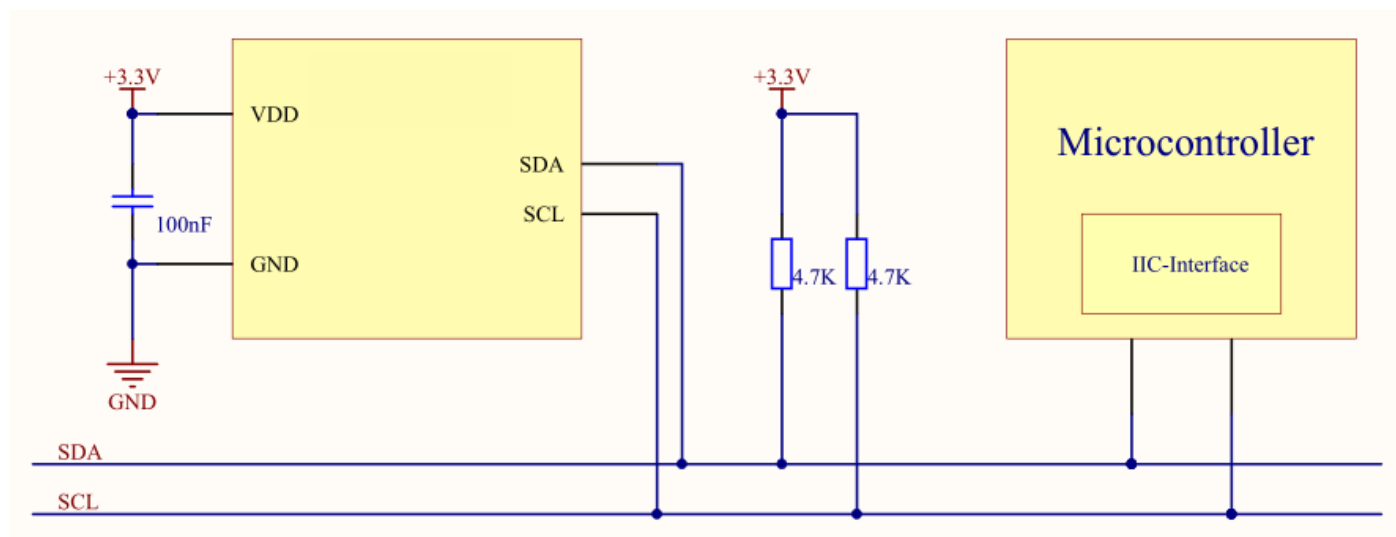 +3.3V
VDD
SDA
SCL
100nF
GND
GND
+3.3V
4.7K
4.7K
Microcontroller
IIC-Interface
SDA
SCL